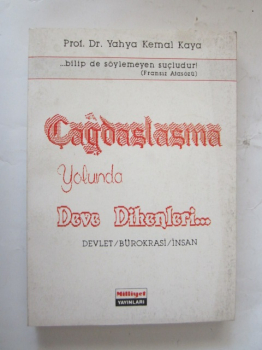 Prof. Dr. Yahya Kemal Kaya
...bilip de söylemeyen suçludur!
(Fransız Atasözü)
Çağdaşlaşma
Yolunda
Deve Dikenleri...
DEVLET/BÜROKRASİ/İNSAN
Milliyet
YAYINLARI